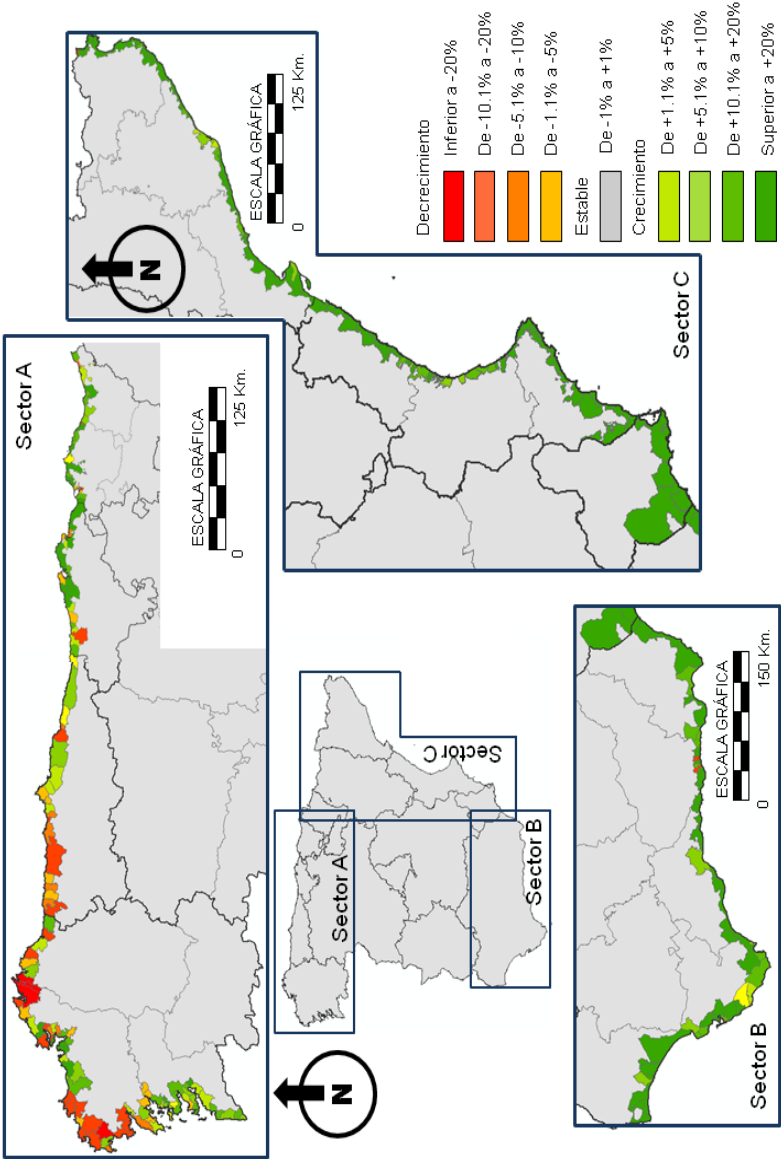 Sector A
ESCALA GRÁFICA
0
125 Km.
N
ESCALA GRÁFICA
0
125 Km.
Sector C
Sector A
Sector B
Sector C
N
Sector B
ESCALA GRÁFICA
0
150 Km.
Decrecimiento
Inferior a -20%
De -10.1% a -20%
De -5.1% a -10%
De -1.1% a -5%
Estable
De -1% a +1%
Crecimiento
De +1.1% a +5%
De +5.1% a +10%
De +10.1% a +20%
Superior a +20%